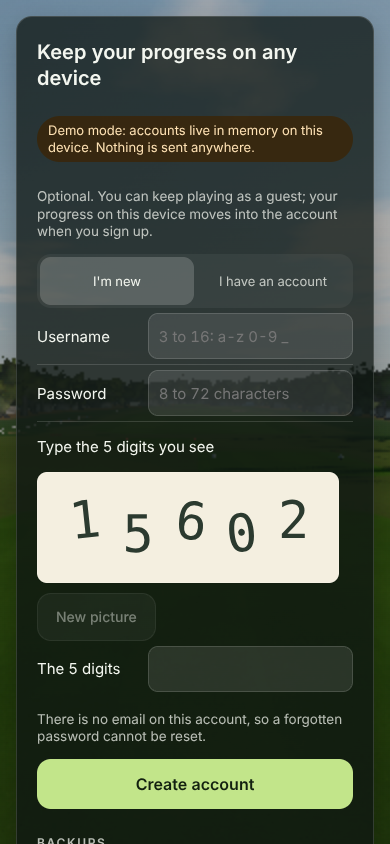 Keep your progress on any
device
Demo mode: accounts live in memory on this
device. Nothing is sent anywhere.
Optional. You can keep playing as a guest; your
progress on this device moves into the account
when you sign up.
I'm new
I have an account
Username
3 to 16: a-z 0-9 _
Password
8 to 72 characters
Type the 5 digits you see
1 5 6 0 2
New picture
The 5 digits
There is no email on this account, so a forgotten
password cannot be reset.
Create account
BACKUPS